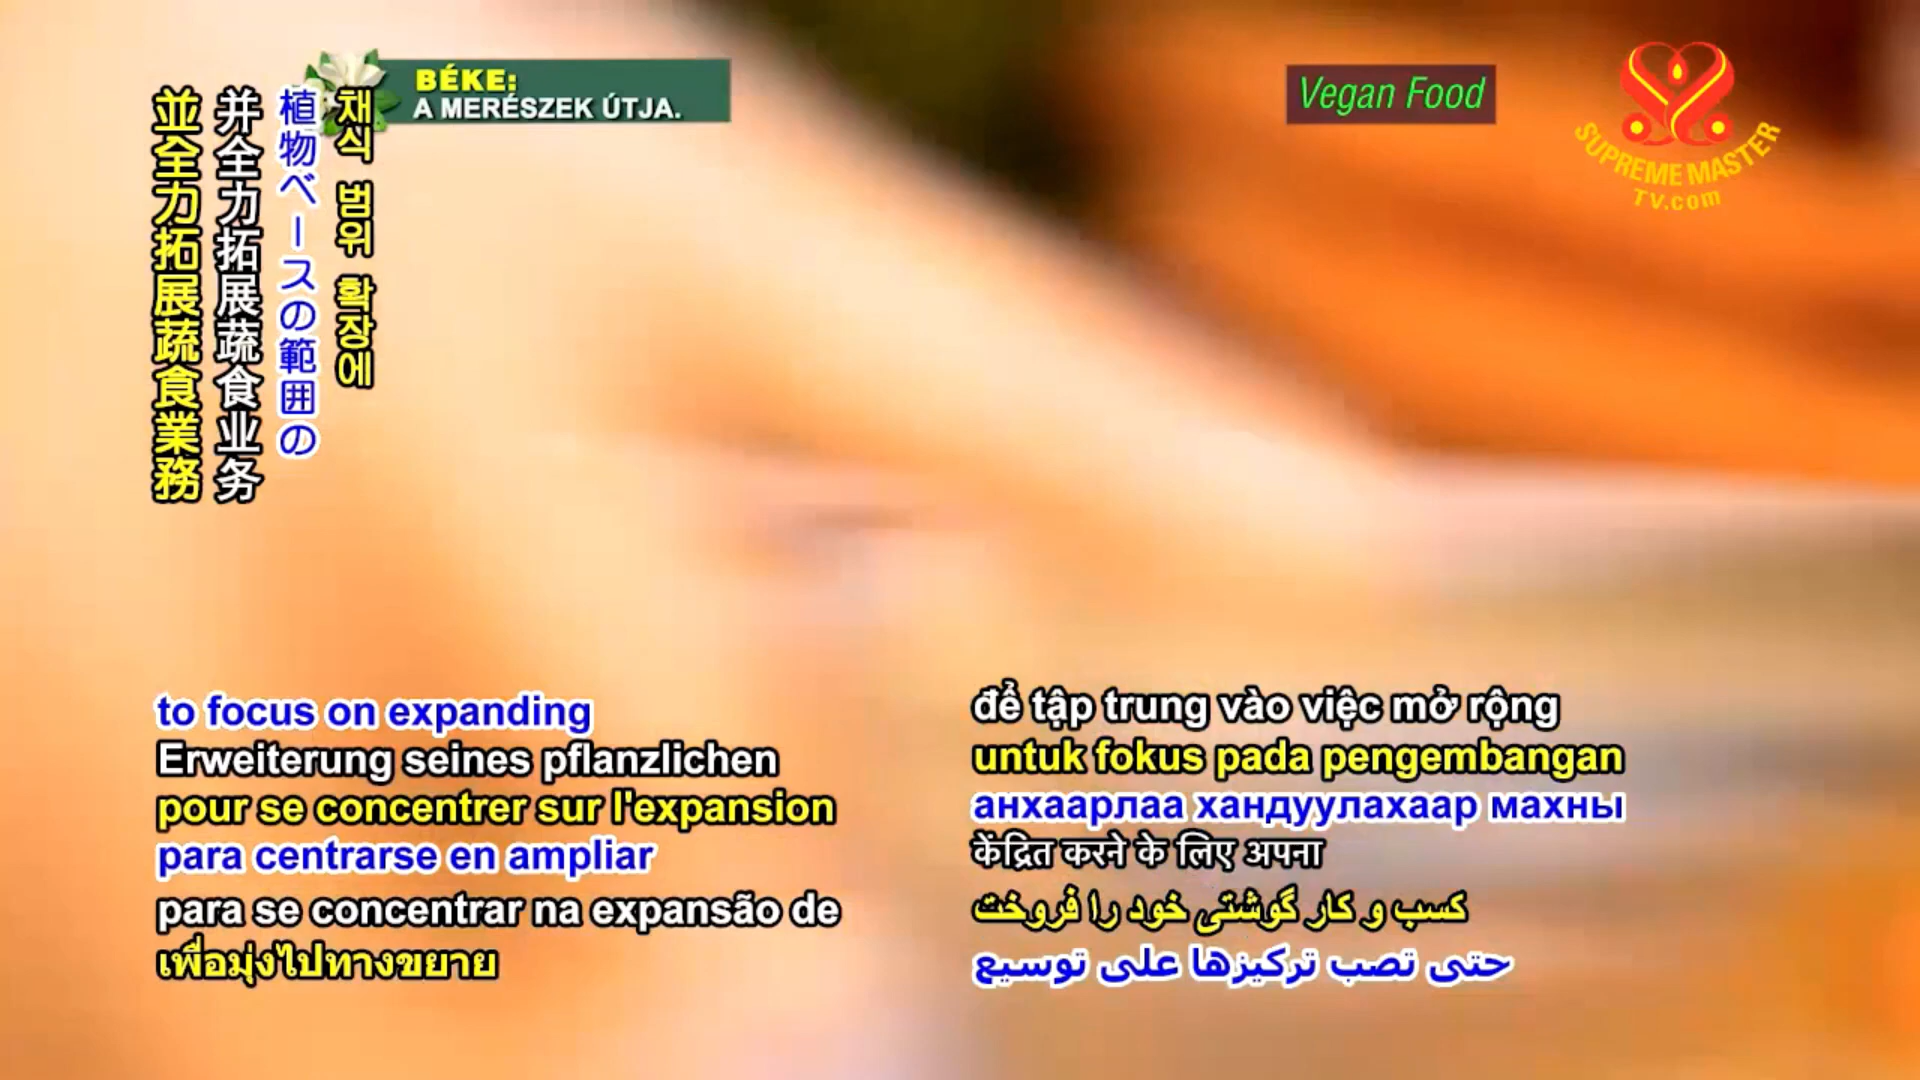 BÉKE:
A MERÉSZEK ÚTJA.
Vegan Food
SUPREME MASTER
TV.com
並全力拓展蔬食業務
并全力拓展蔬食业务
植物ベースの範囲の
채식 범위 확장에
to focus on expanding
Erweiterung seines pflanzlichen
pour se concentrer sur l'expansion
para centrarse en ampliar
para se concentrar na expansão de
เพื่อมุ่งไปทางขยาย
để tập trung vào việc mở rộng
untuk fokus pada pengembangan
анхаарлаа хандуулахаар махны
केंद्रित करने के लिए अपना
کسب و کار گوشتی خود را فروخت
حتى تصب تركيزها على توسيع